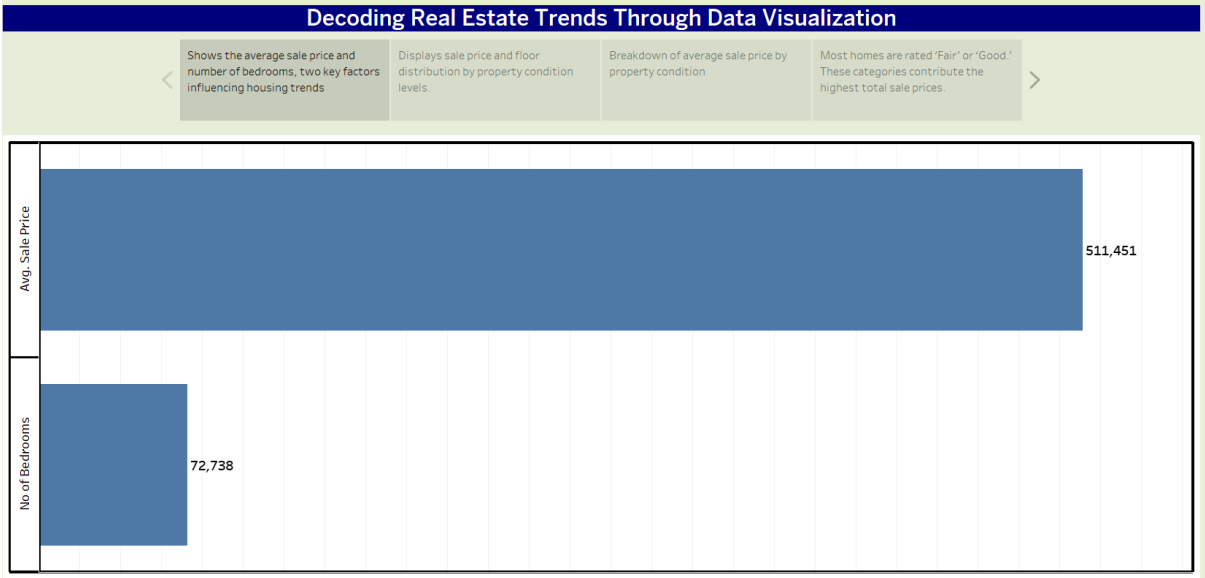 Decoding Real Estate Trends Through Data Visualization
Shows the average sale price and
number of bedrooms, two key factors
influencing housing trends
Displays sale price and floor
distribution by property condition
levels.
Breakdown of average sale price by
property condition
Most homes are rated ‘Fair’ or ‘Good.’
These categories contribute the
highest total sale prices.
Avg. Sale Price
511,451
No of Bedrooms
72,738